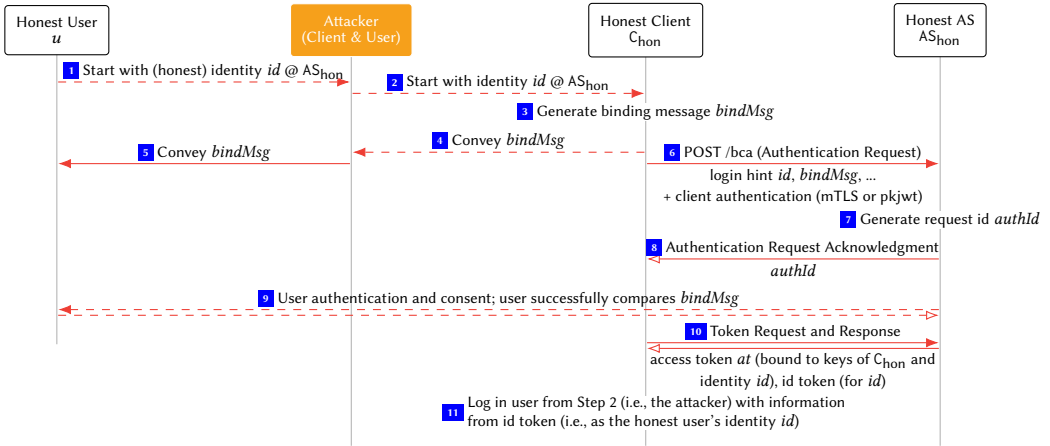 Honest User
u
Attacker
(Client & User)
Honest Client
C_hon
Honest AS
AS_hon
1 Start with (honest) identity id @ AS_hon
2 Start with identity id @ AS_hon
3 Generate binding message bindMsg
4 Convey bindMsg
5 Convey bindMsg
6 POST /bca (Authentication Request)
login hint id, bindMsg, ...
+ client authentication (mTLS or pkjwt)
7 Generate request id authId
8 Authentication Request Acknowledgment
authId
9 User authentication and consent; user successfully compares bindMsg
10 Token Request and Response
access token at (bound to keys of C_hon and
identity id), id token (for id)
11 Log in user from Step 2 (i.e., the attacker) with information
from id token (i.e., as the honest user's identity id)